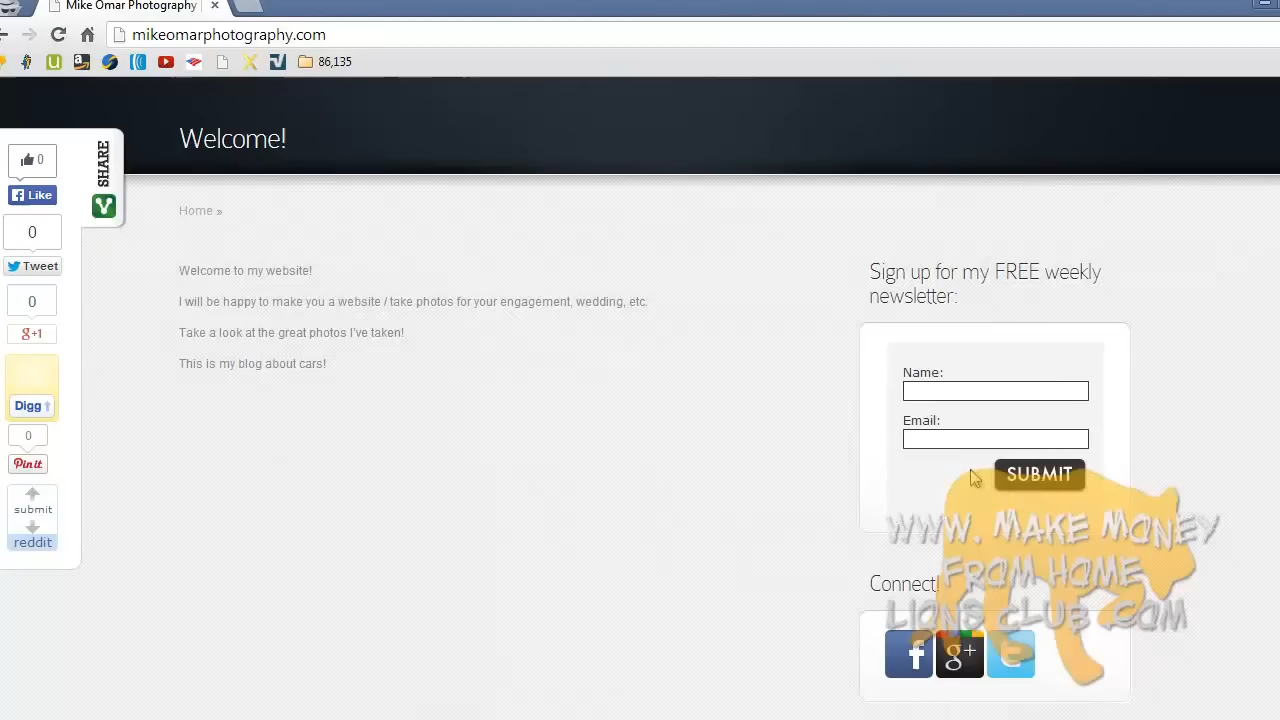 Mike Omar Photography
mikeomarphotography.com
86,135
Welcome!
SHARE
0
Like
0
Tweet
0
g+1
Digg
0
Pin it
submit
reddit
Home »
Welcome to my website!
I will be happy to make you a website / take photos for your engagement, wedding, etc.
Take a look at the great photos I've taken!
This is my blog about cars!
Sign up for my FREE weekly
newsletter:
Name:
Email:
SUBMIT
Connect!
f g+ t
WWW. MAKE MONEY
FROM HOME
LIONS CLUB .COM